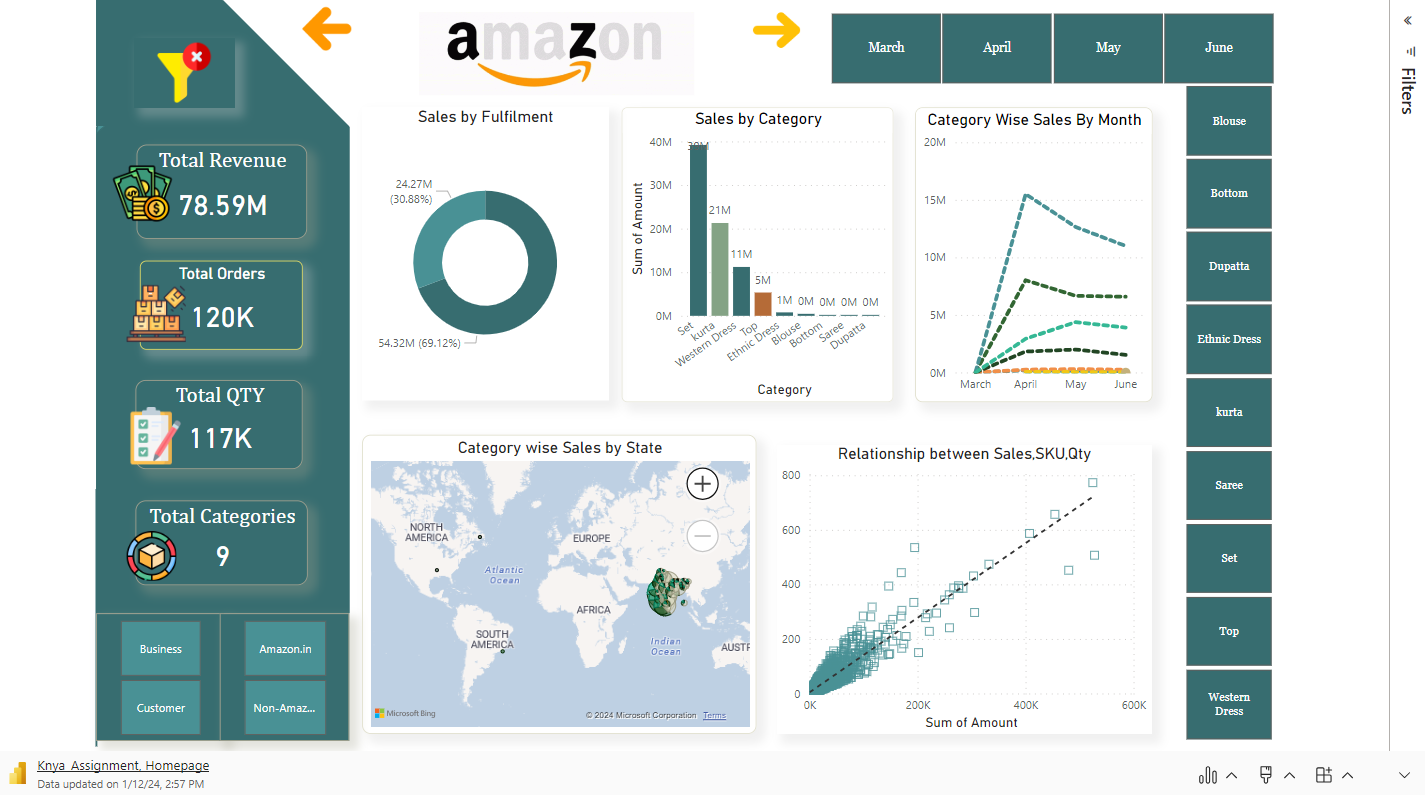 amazon
March
April
May
June
Filters
Total Revenue
78.59M
Total Orders
120K
Total QTY
117K
Total Categories
9
Business
Customer
Amazon.in
Non-Amaz...
Sales by Fulfilment
24.27M
(30.88%)
54.32M (69.12%)
Sales by Category
Sum of Amount
40M
30M
20M
10M
0M
39M
21M
11M
5M
1M
0M
0M
0M
0M
Set
kurta
Western Dress
Top
Ethnic Dress
Blouse
Bottom
Saree
Dupatta
Category
Category Wise Sales By Month
20M
15M
10M
5M
0M
March
April
May
June
Blouse
Bottom
Dupatta
Ethnic Dress
kurta
Saree
Set
Top
Western
Dress
Category wise Sales by State
NORTH
AMERICA
EUROPE
Atlantic
Ocean
AFRICA
SOUTH
AMERICA
Indian
Ocean
AUSTR
Microsoft Bing
© 2024 Microsoft Corporation
Terms
Relationship between Sales,SKU,Qty
800
600
400
200
0
0K
200K
400K
600K
Sum of Amount
Knya_Assignment, Homepage
Data updated on 1/12/24, 2:57 PM